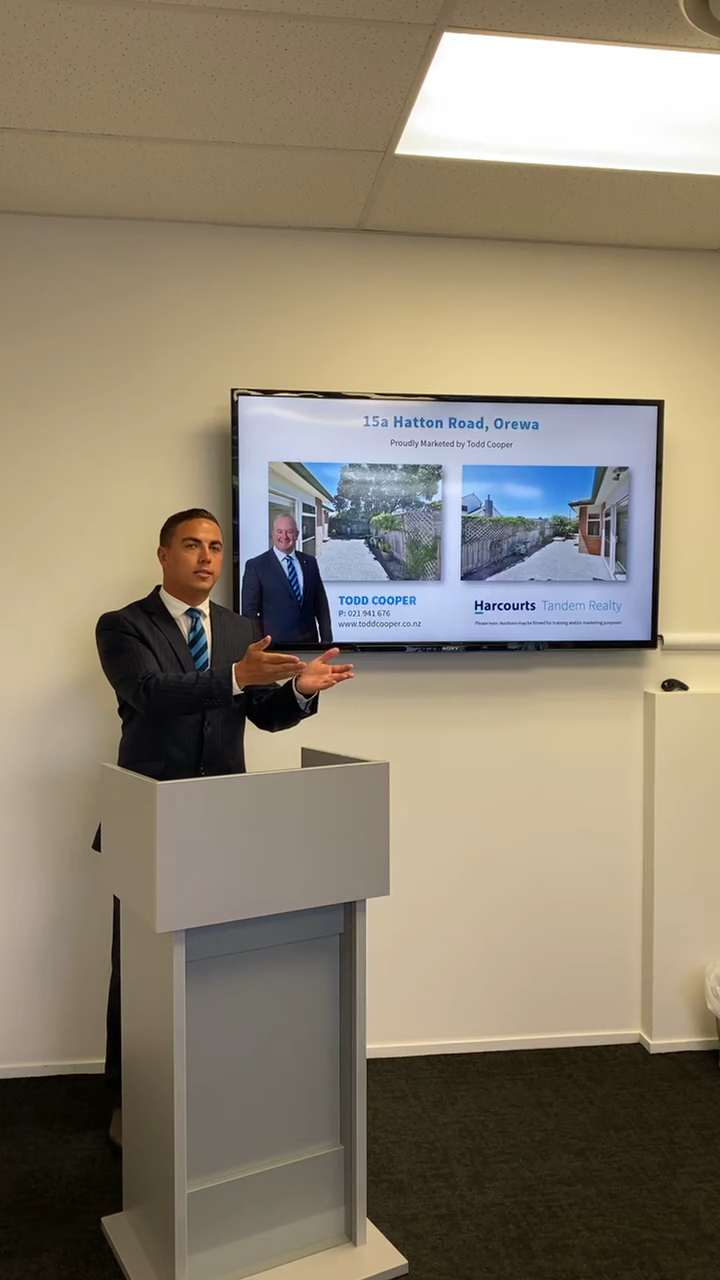 15a Hatton Road, Orewa
Proudly Marketed by Todd Cooper
TODD COOPER
P: 021 941 676
www.toddcooper.co.nz
Harcourts Tandem Realty
Please note: Auctions may be filmed for training and/or marketing purposes
SONY